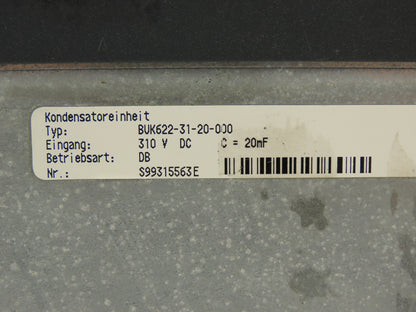 Kondensatoreinheit
Typ: BUK622-31-20-000
Eingang: 310 V DC C = 20mF
Betriebsart: DB
Nr.: S99315563E